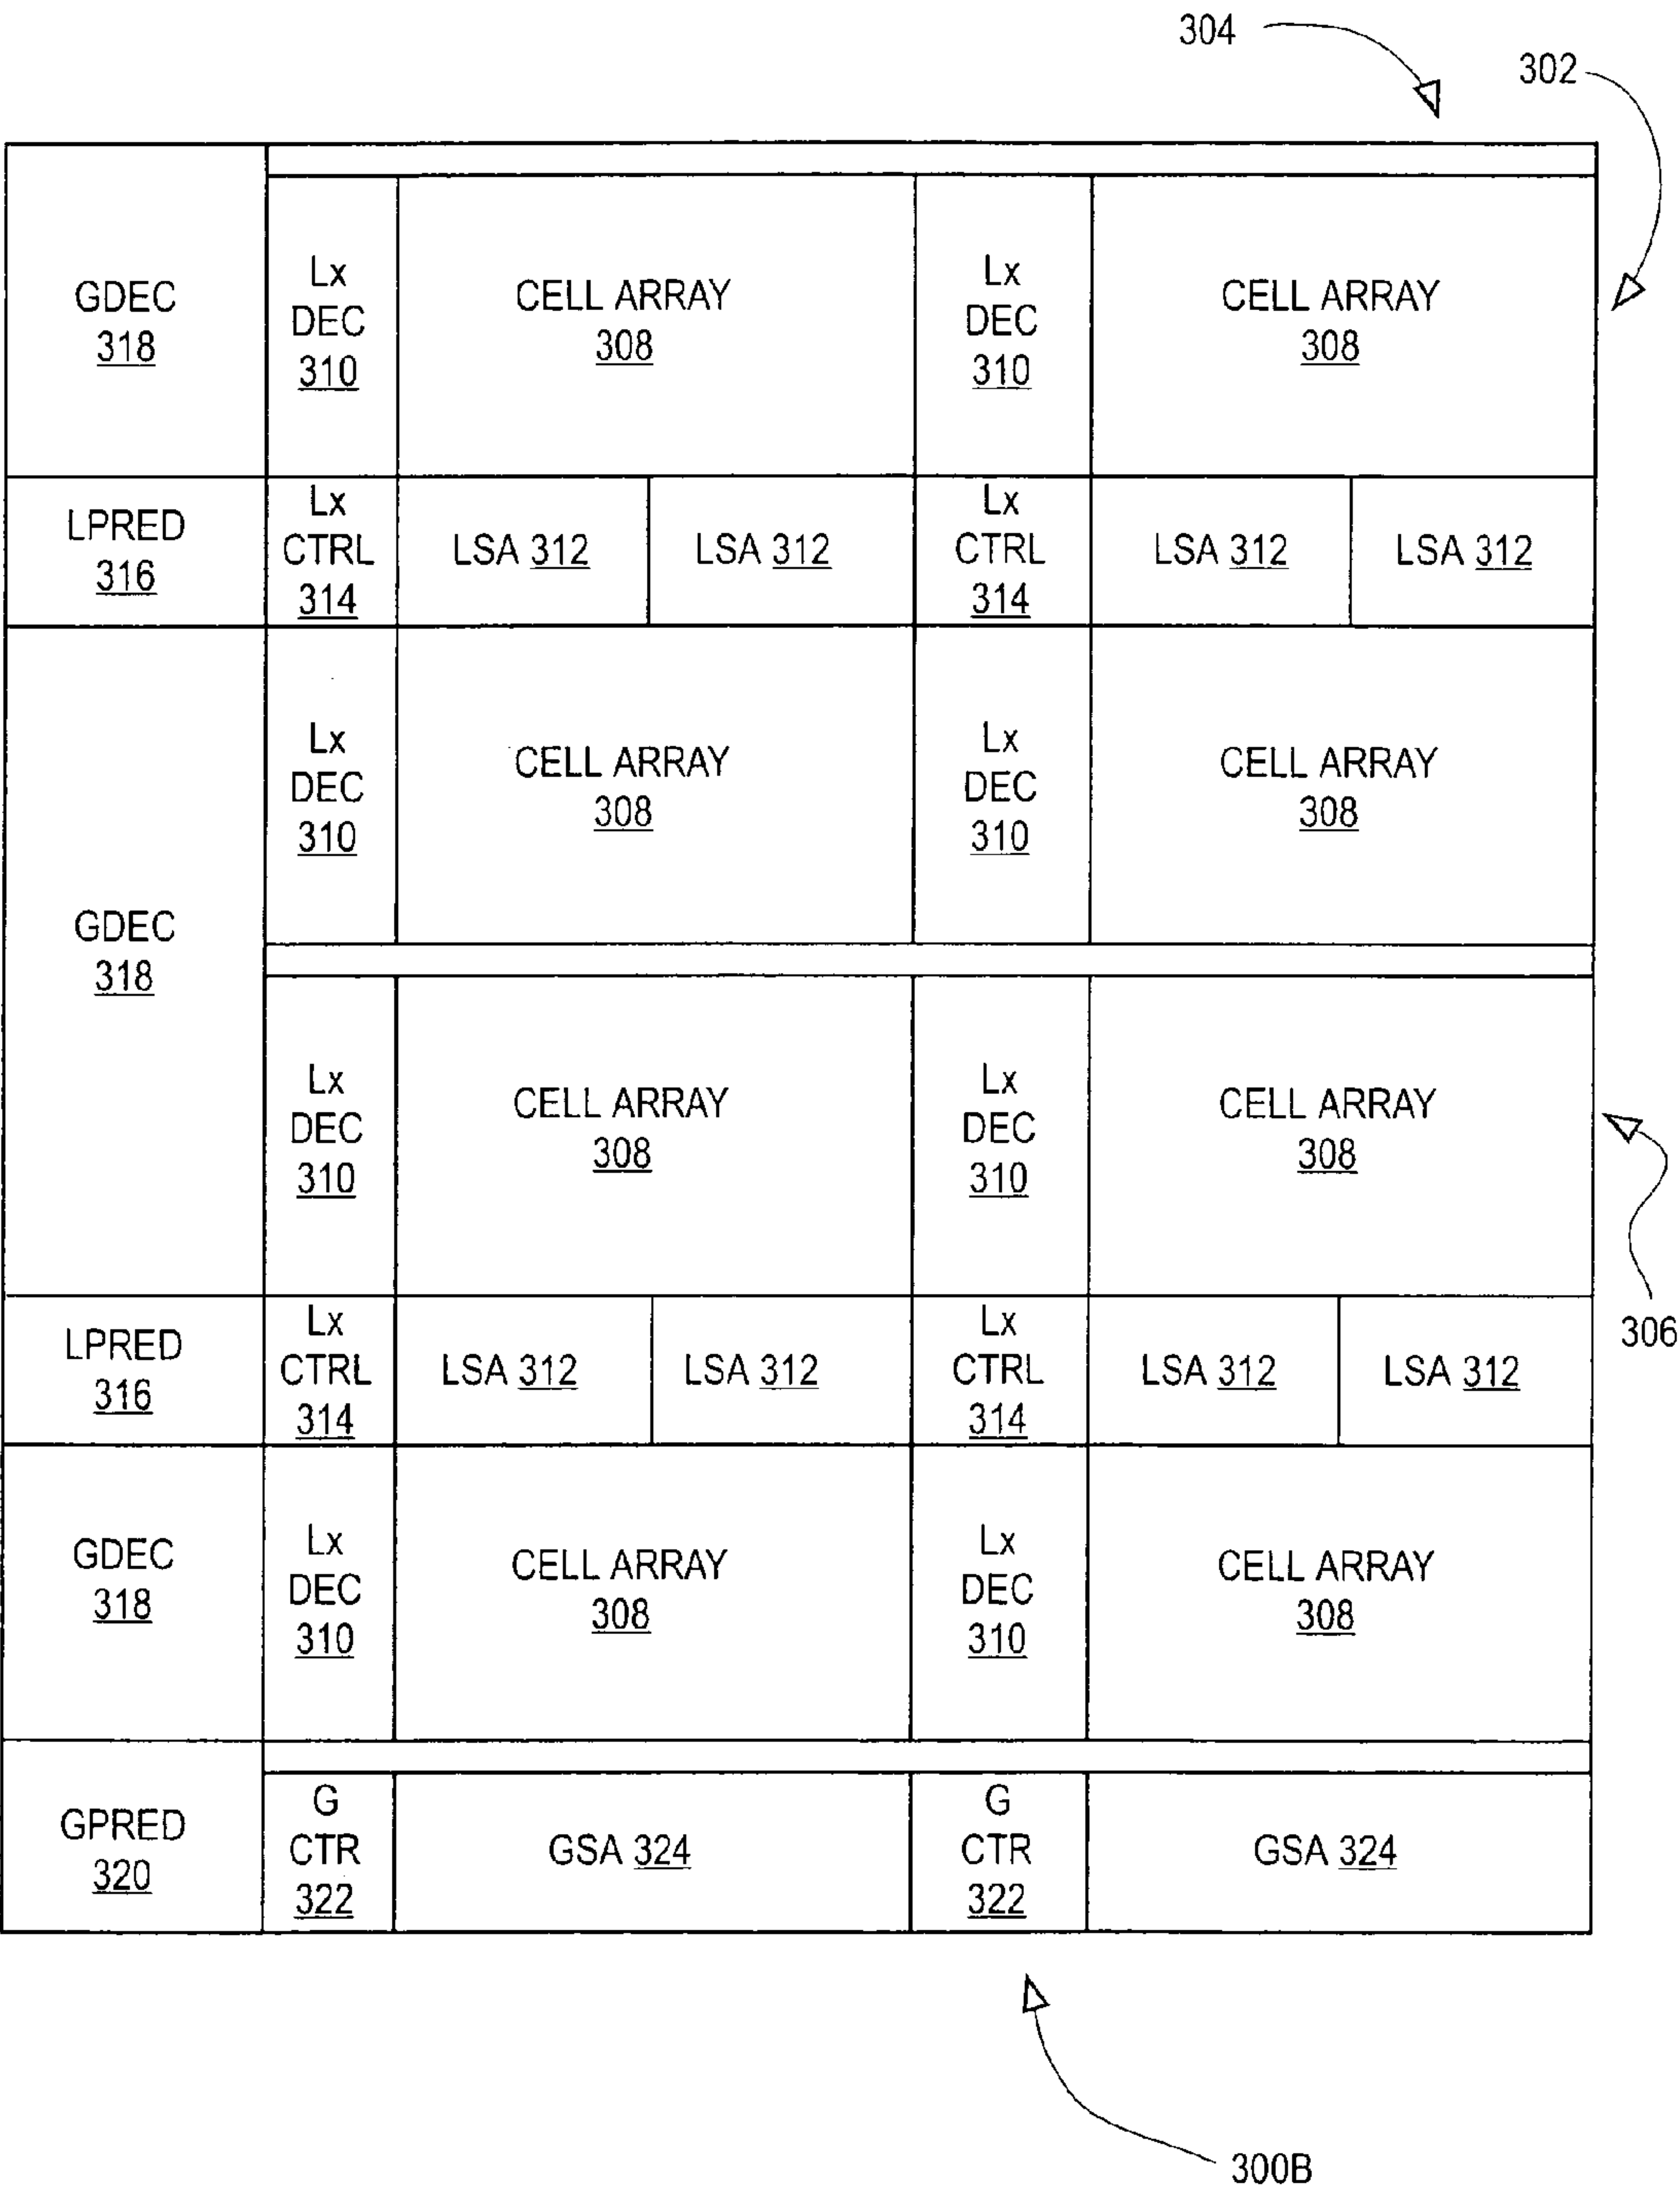 304
302
GDEC
318
Lx
DEC
310
CELL ARRAY
308
Lx
DEC
310
CELL ARRAY
308
LPRED
316
Lx
CTRL
314
LSA 312
LSA 312
Lx
CTRL
314
LSA 312
LSA 312
GDEC
318
Lx
DEC
310
CELL ARRAY
308
Lx
DEC
310
CELL ARRAY
308
Lx
DEC
310
CELL ARRAY
308
Lx
DEC
310
CELL ARRAY
308
306
LPRED
316
Lx
CTRL
314
LSA 312
LSA 312
Lx
CTRL
314
LSA 312
LSA 312
GDEC
318
Lx
DEC
310
CELL ARRAY
308
Lx
DEC
310
CELL ARRAY
308
GPRED
320
G
CTR
322
GSA 324
G
CTR
322
GSA 324
300B